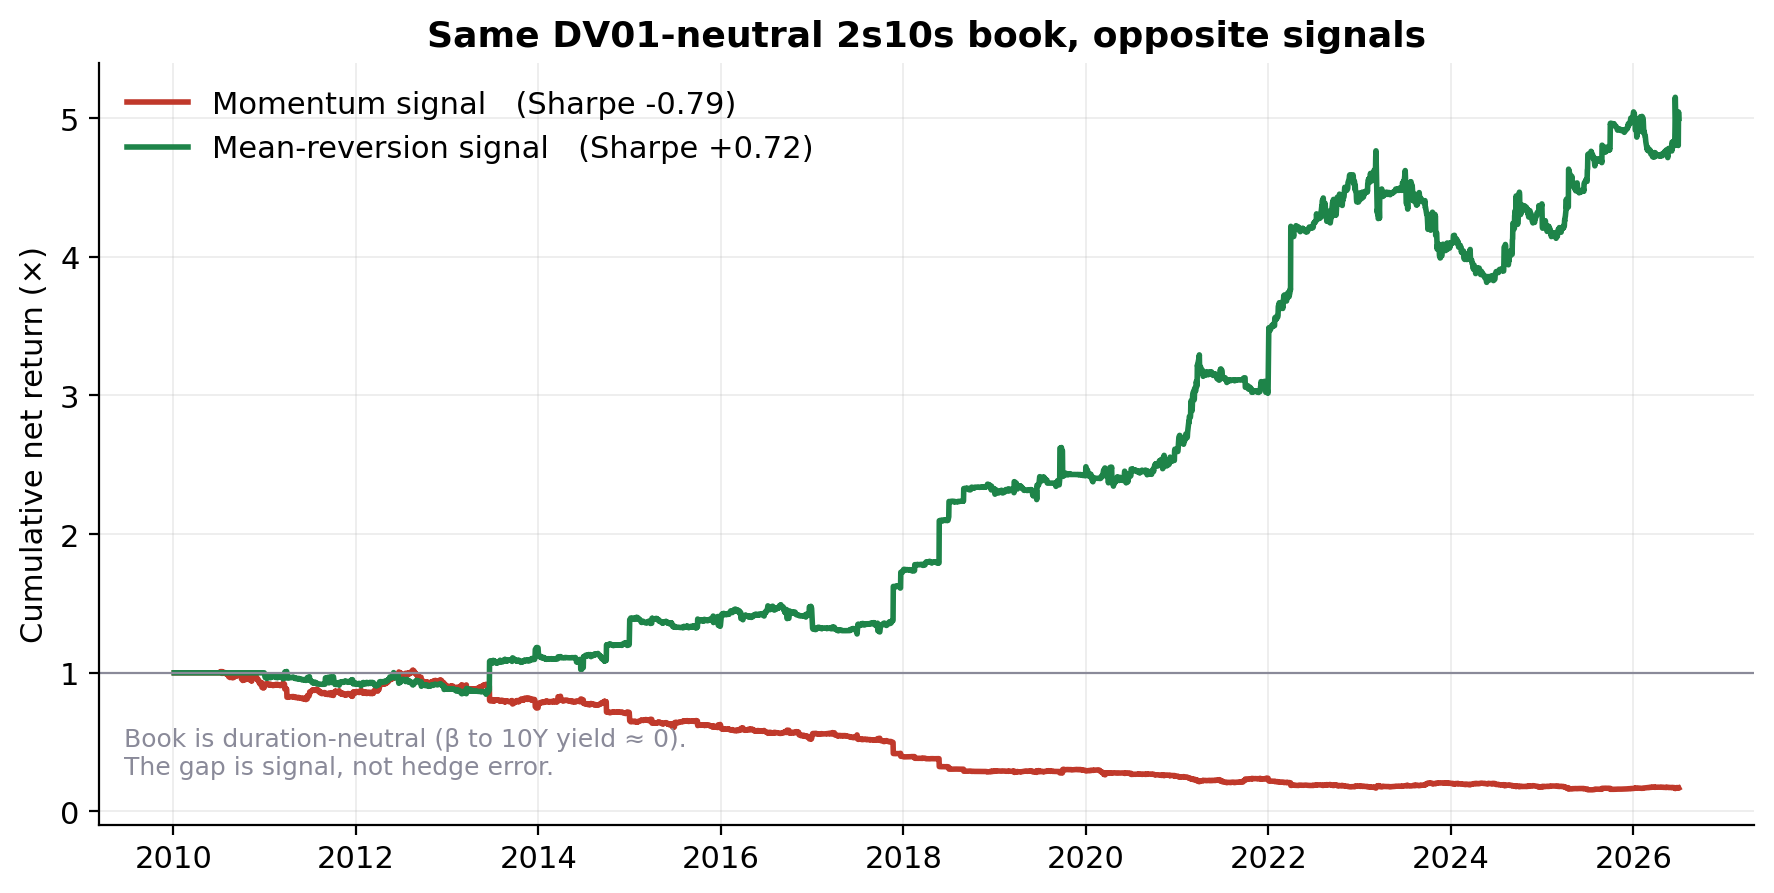 Same DV01-neutral 2s10s book, opposite signals
Momentum signal (Sharpe -0.79)
Mean-reversion signal (Sharpe +0.72)
Cumulative net return (×)
5
4
3
2
1
0
Book is duration-neutral (β to 10Y yield ≈ 0).
The gap is signal, not hedge error.
2010 2012 2014 2016 2018 2020 2022 2024 2026